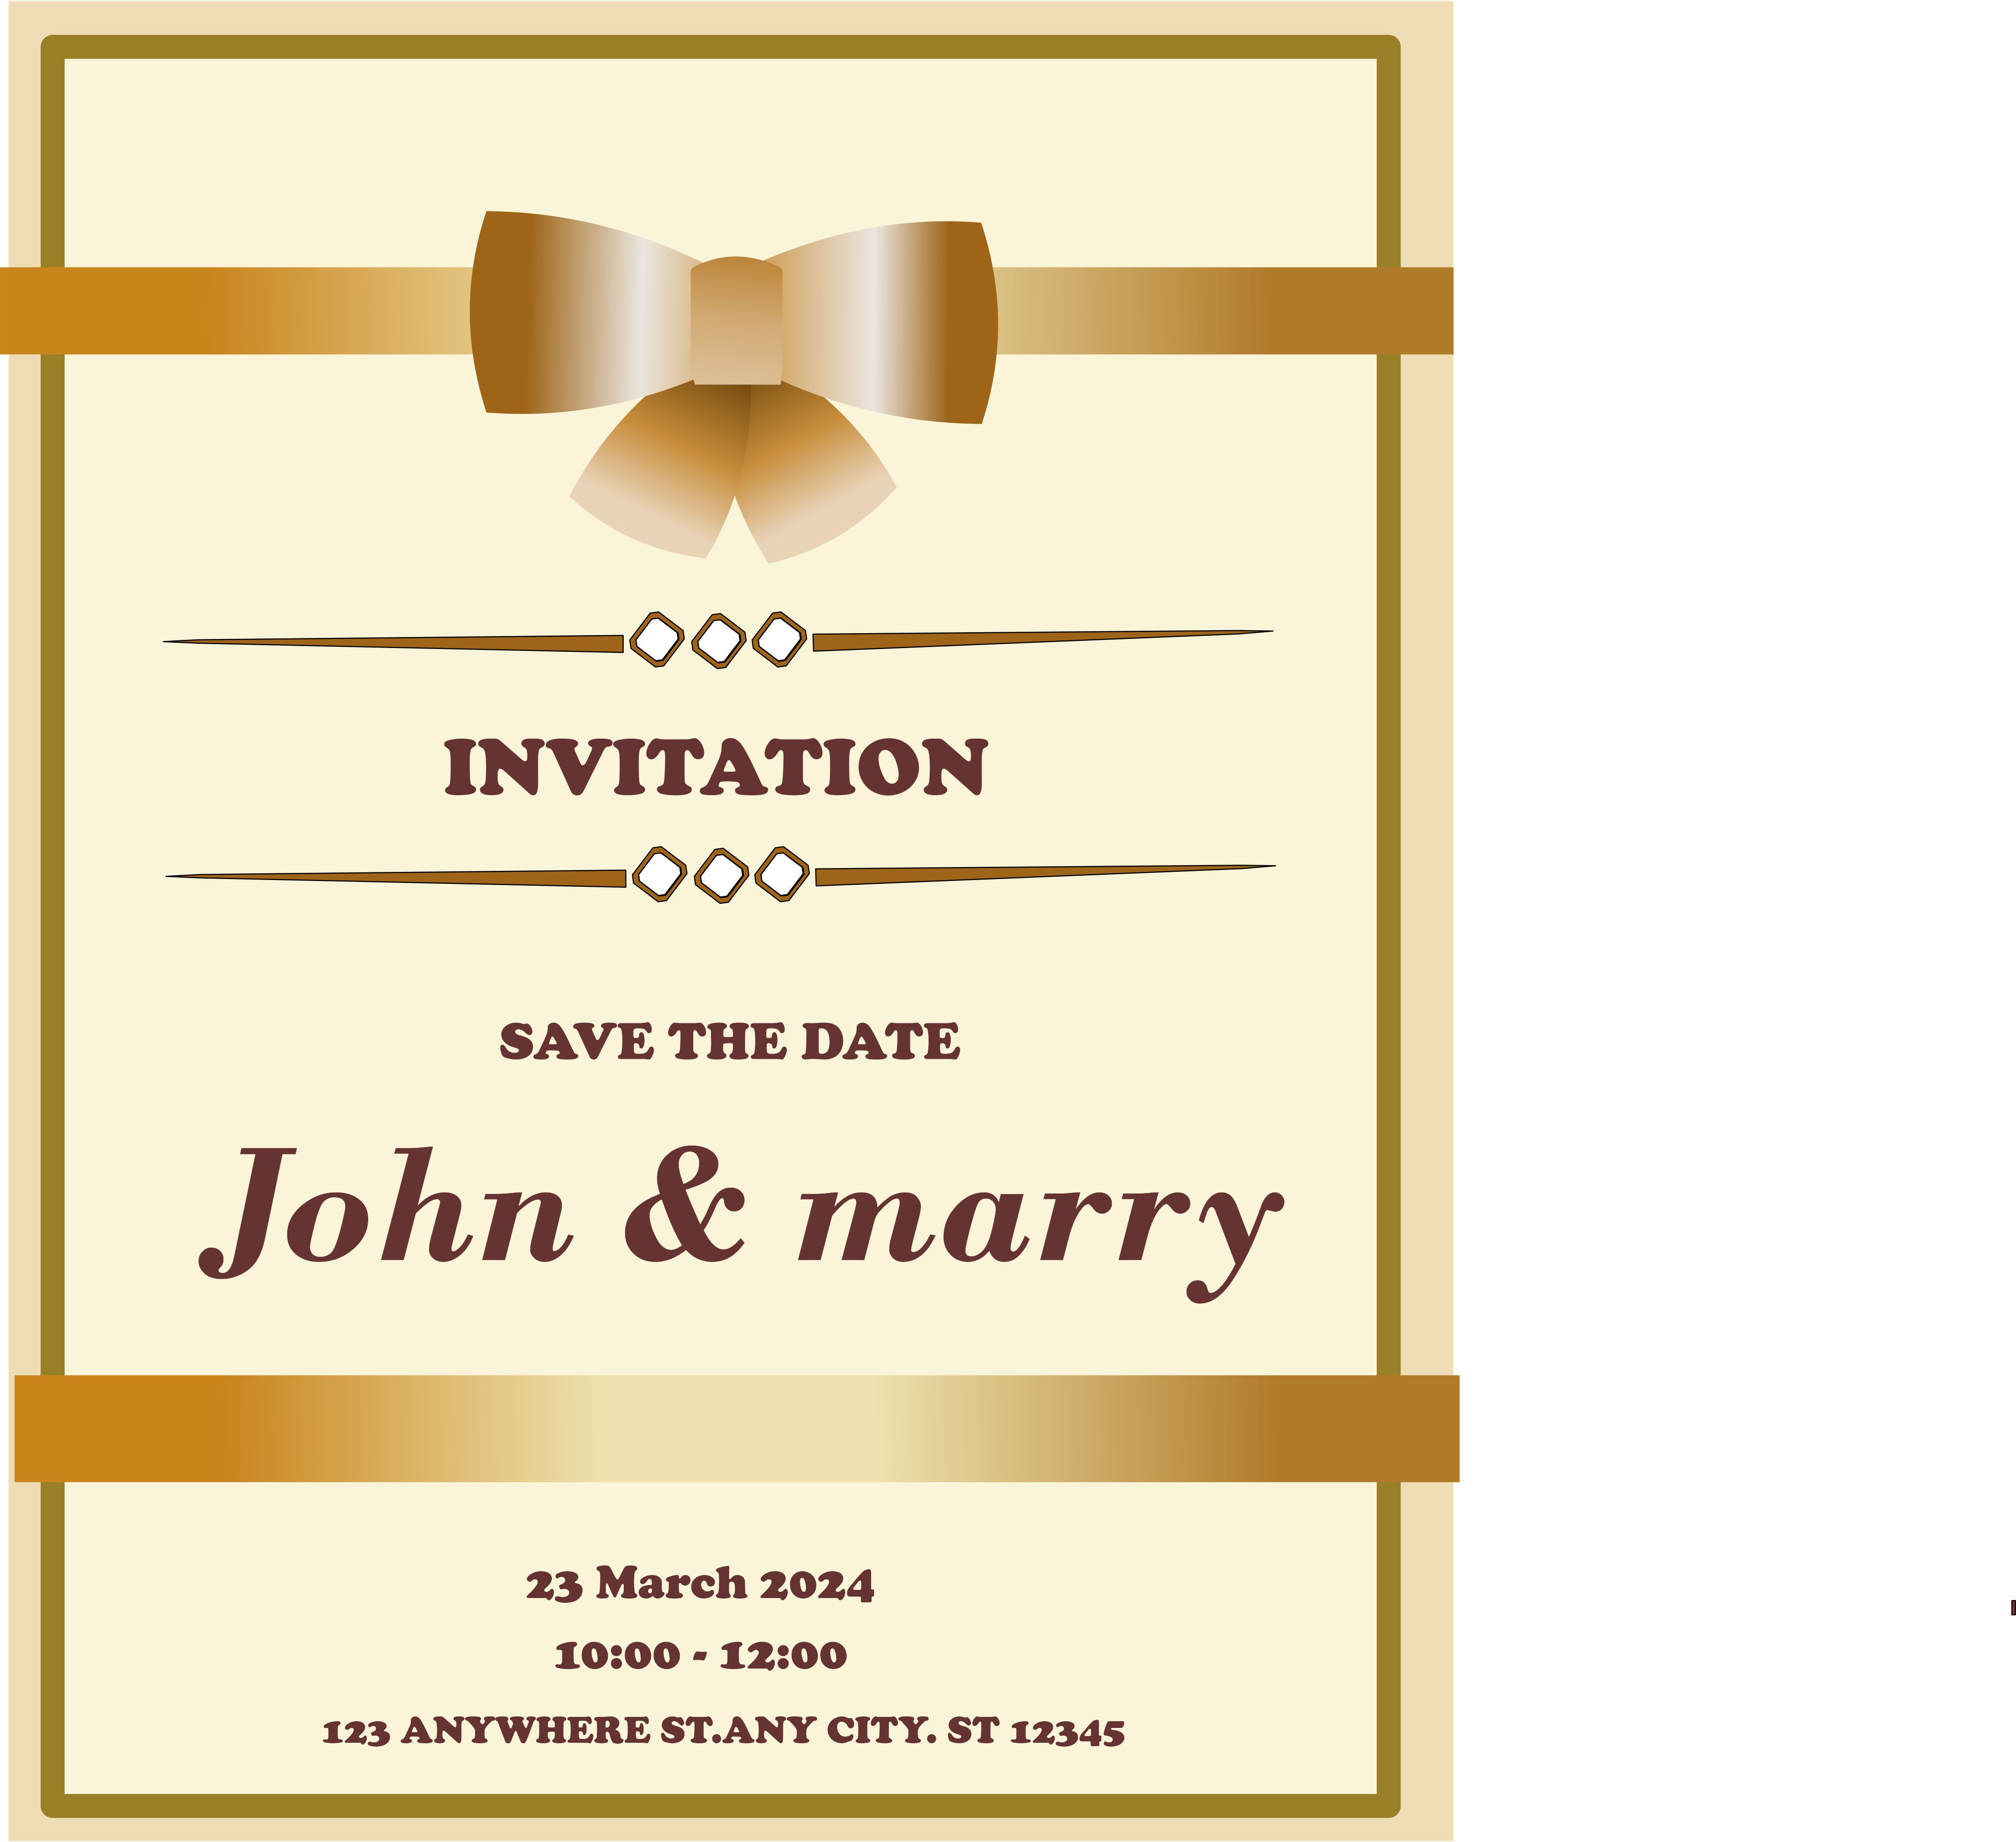 INVITATION
SAVE THE DATE
John & marry
23 March 2024
10:00 - 12:00
123 ANYWHERE ST. ANY CITY. ST 12345